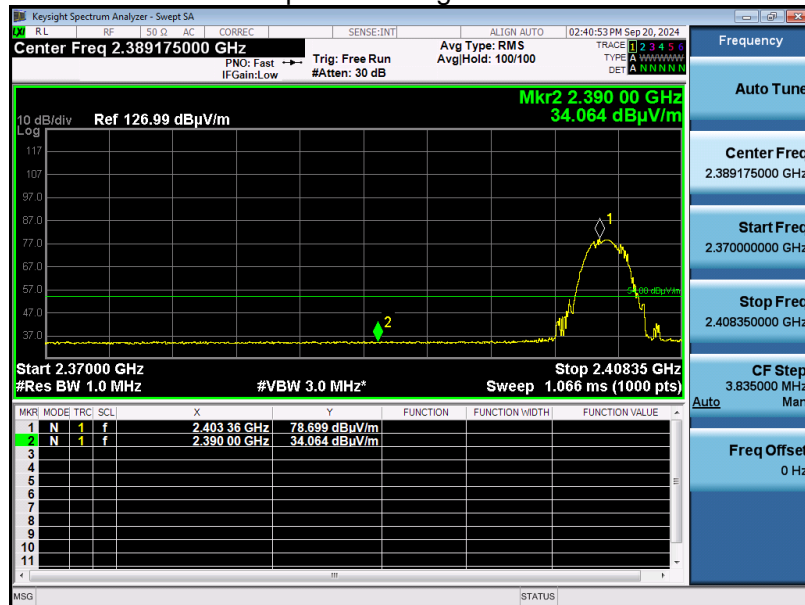 Keysight Spectrum Analyzer - Swept SA
LXI RL RF 50 Ω AC CORREC SENSE:INT ALIGN AUTO 02:40:53 PM Sep 20, 2024
Center Freq 2.389175000 GHz
PNO: Fast
IFGain:Low
Trig: Free Run
#Atten: 30 dB
Avg Type: RMS
Avg|Hold: 100/100
TRACE 1 2 3 4 5 6
TYPE A WWWWW
DET A N N N N N
Frequency
Mkr2 2.390 00 GHz
34.064 dBµV/m
10 dB/div Ref 126.99 dBµV/m
Log
117
107
97.0
87.0
77.0
67.0
57.0
47.0
37.0
1
2
Start 2.37000 GHz Stop 2.40835 GHz
#Res BW 1.0 MHz #VBW 3.0 MHz* Sweep 1.066 ms (1000 pts)
MKR MODE TRC SCL X Y FUNCTION FUNCTION WIDTH FUNCTION VALUE
1 N 1 f 2.403 36 GHz 78.699 dBµV/m
2 N 1 f 2.390 00 GHz 34.064 dBµV/m
3
4
5
6
7
8
9
10
11
MSG STATUS
Auto Tune
Center Freq
2.389175000 GHz
Start Freq
2.370000000 GHz
Stop Freq
2.408350000 GHz
CF Step
3.835000 MHz
Auto Man
Freq Offset
0 Hz